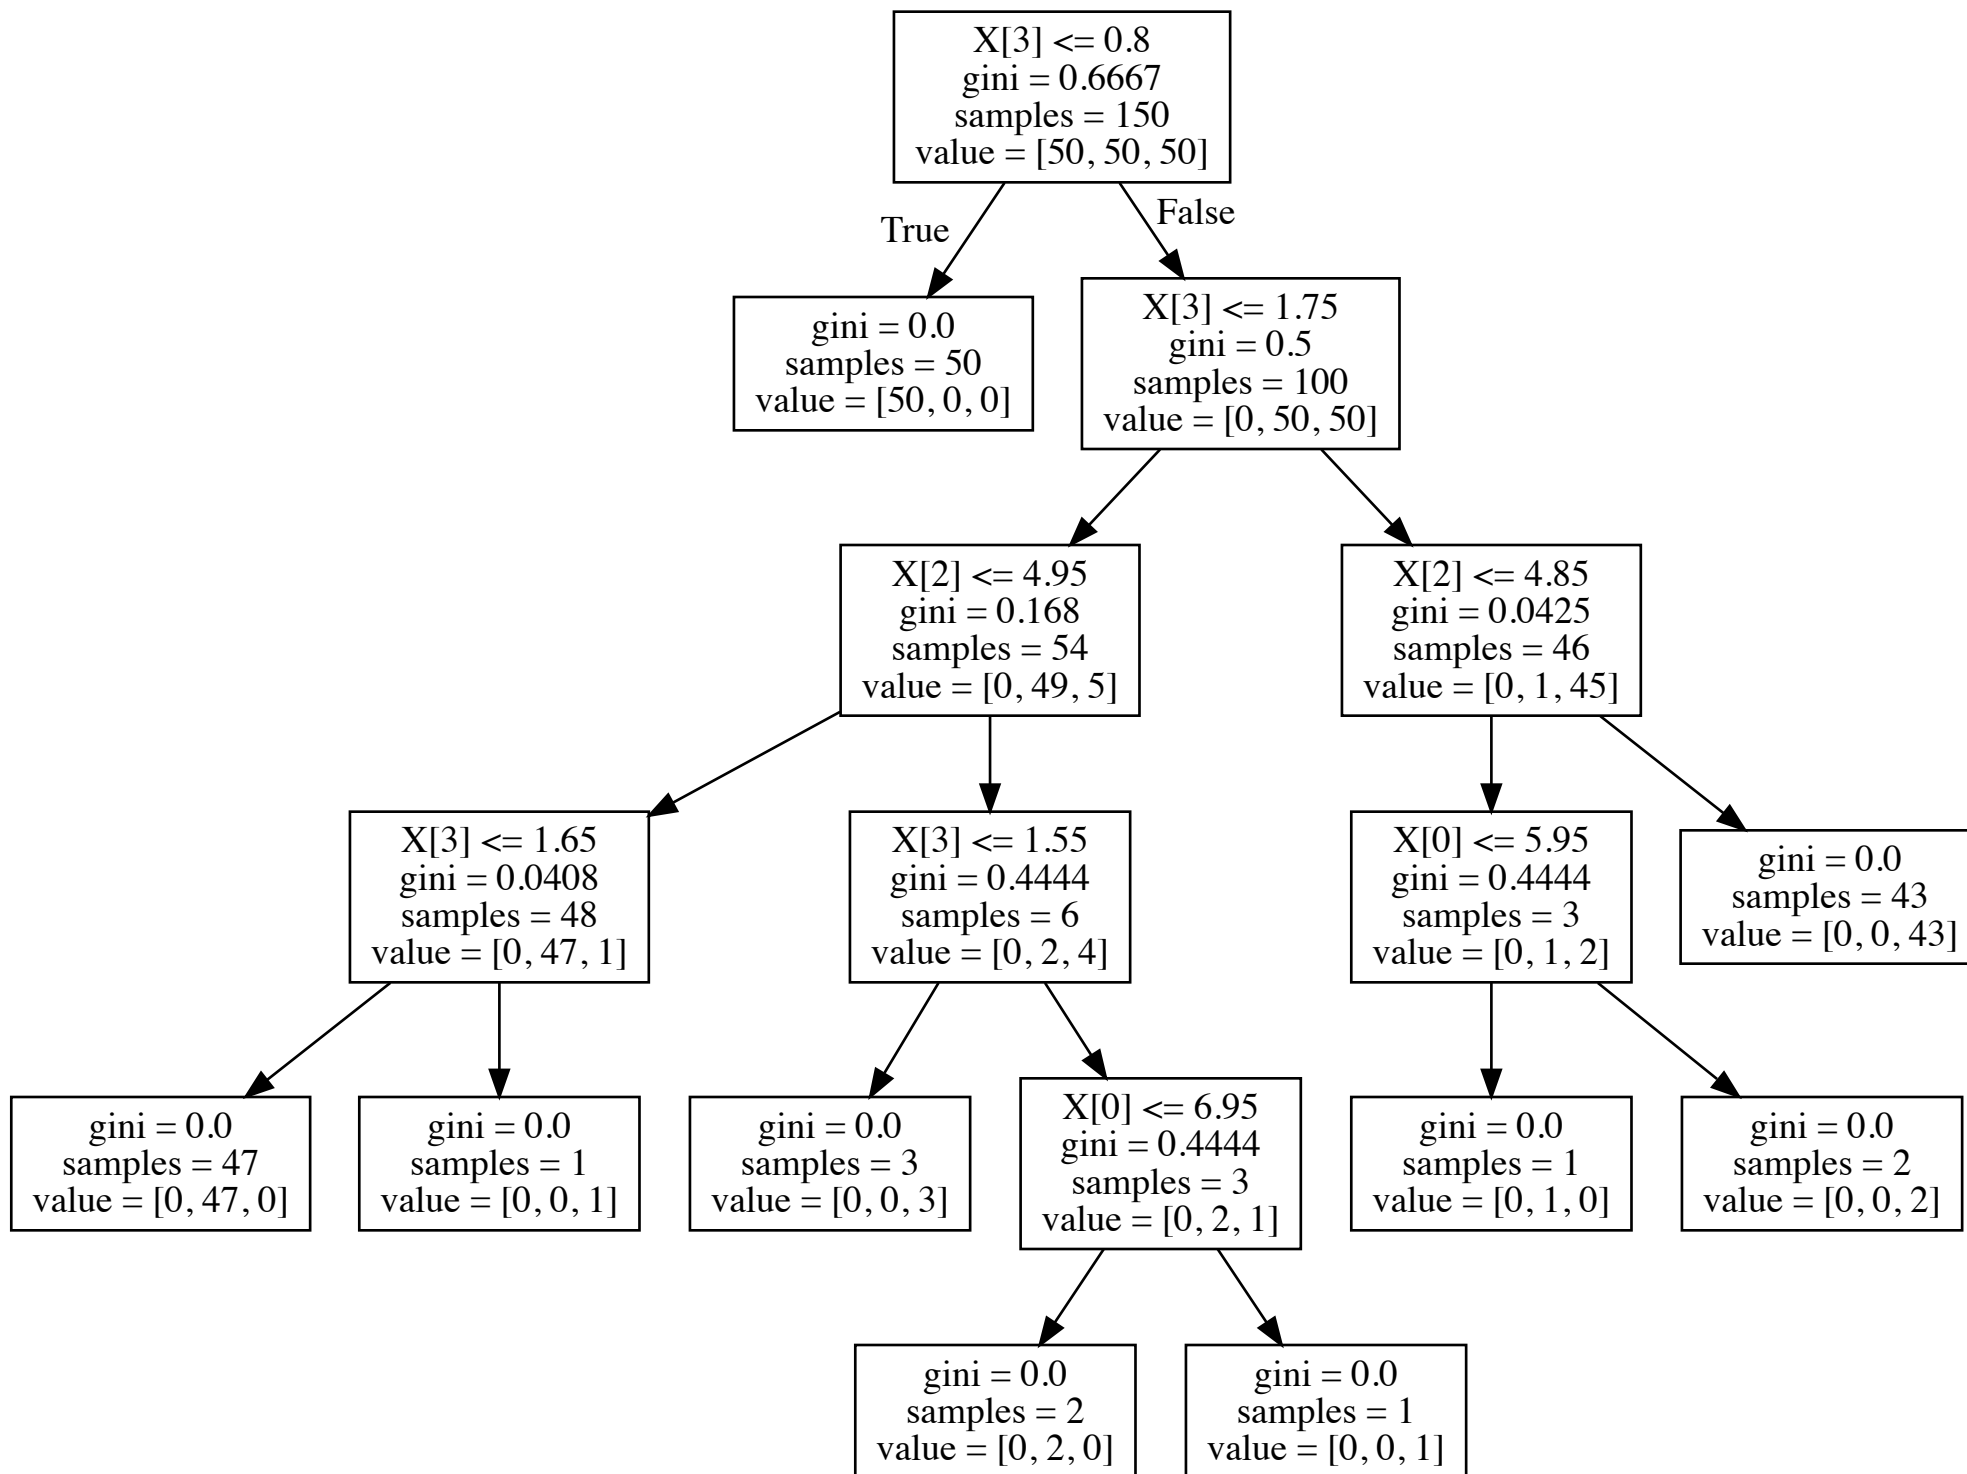 X[3] <= 0.8
gini = 0.6667
samples = 150
value = [50, 50, 50]
True
False
gini = 0.0
samples = 50
value = [50, 0, 0]
X[3] <= 1.75
gini = 0.5
samples = 100
value = [0, 50, 50]
X[2] <= 4.95
gini = 0.168
samples = 54
value = [0, 49, 5]
X[2] <= 4.85
gini = 0.0425
samples = 46
value = [0, 1, 45]
X[3] <= 1.65
gini = 0.0408
samples = 48
value = [0, 47, 1]
X[3] <= 1.55
gini = 0.4444
samples = 6
value = [0, 2, 4]
X[0] <= 5.95
gini = 0.4444
samples = 3
value = [0, 1, 2]
gini = 0.0
samples = 43
value = [0, 0, 43]
gini = 0.0
samples = 47
value = [0, 47, 0]
gini = 0.0
samples = 1
value = [0, 0, 1]
gini = 0.0
samples = 3
value = [0, 0, 3]
X[0] <= 6.95
gini = 0.4444
samples = 3
value = [0, 2, 1]
gini = 0.0
samples = 1
value = [0, 1, 0]
gini = 0.0
samples = 2
value = [0, 0, 2]
gini = 0.0
samples = 2
value = [0, 2, 0]
gini = 0.0
samples = 1
value = [0, 0, 1]